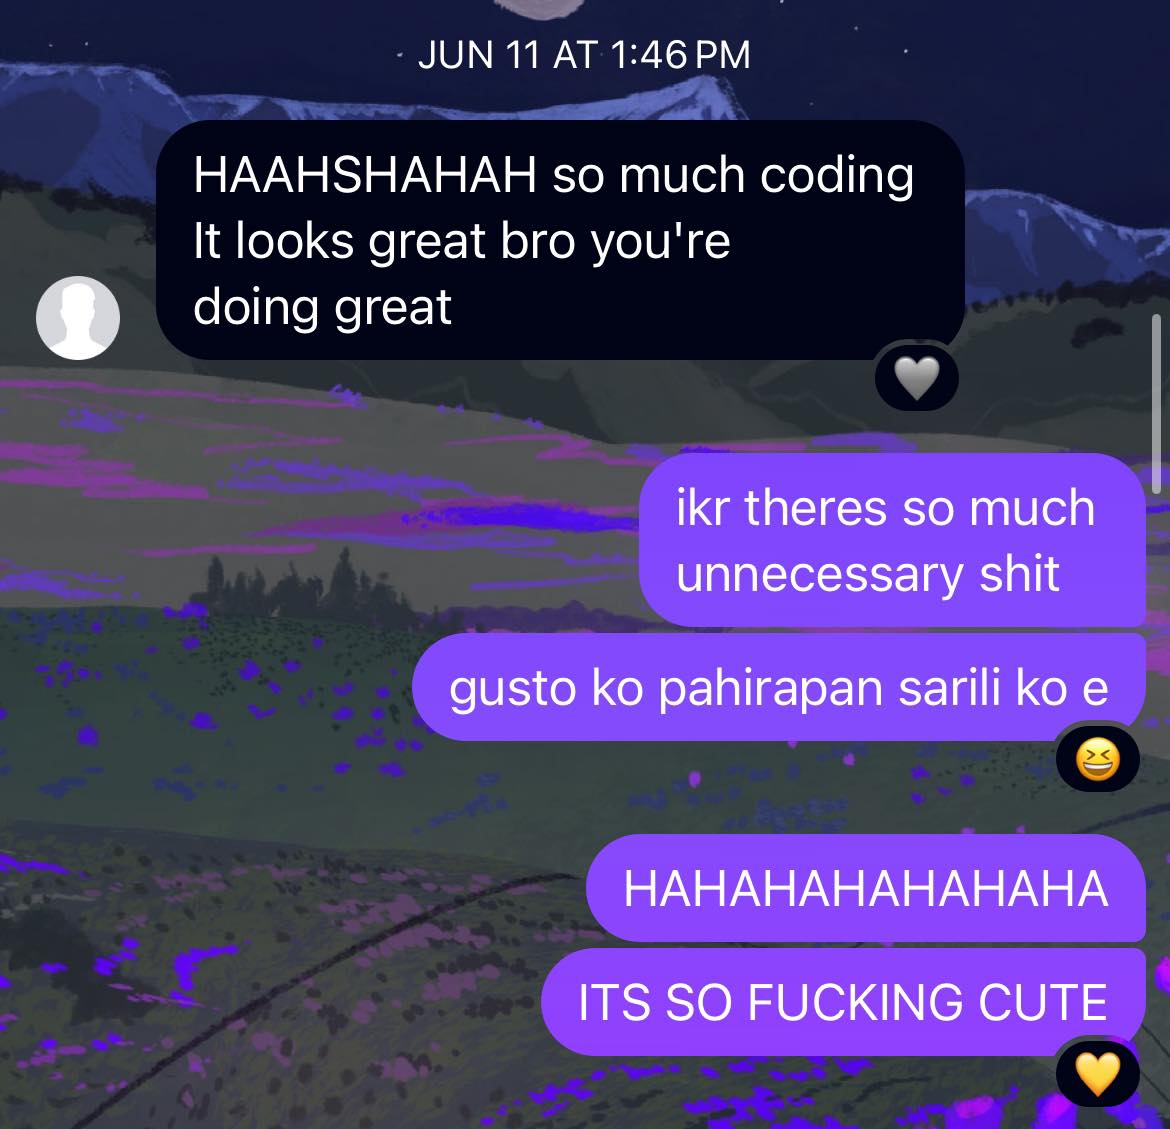 JUN 11 AT 1:46 PM
HAAHSHAHAH so much coding
It looks great bro you're
doing great
ikr theres so much
unnecessary shit
gusto ko pahirapan sarili ko e
HAHAHAHAHAHAHA
ITS SO FUCKING CUTE